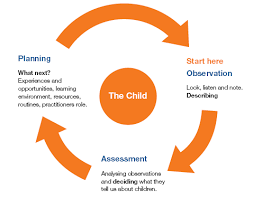 Planning
What next?
Experiences and
opportunities, learning
environment, resources,
routines, practitioners role.
The Child
Start here
Observation
Look, listen and note.
Describing
Assessment
Analysing observations
and deciding what they
tell us about children.